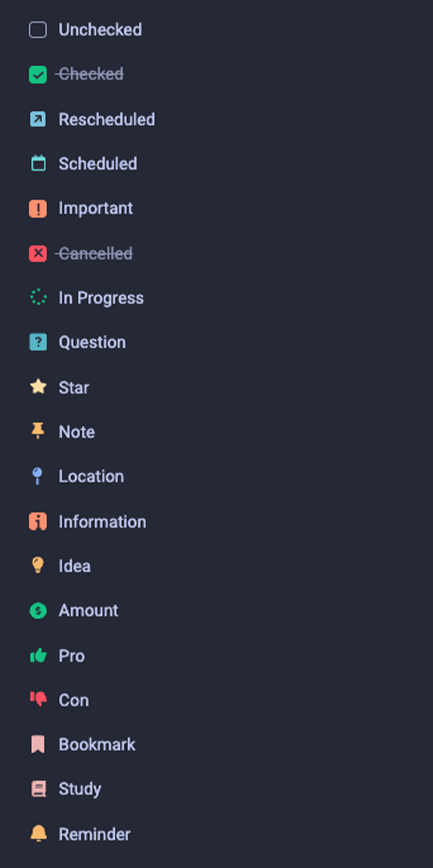 Unchecked
Checked
Rescheduled
Scheduled
Important
Cancelled
In Progress
Question
Star
Note
Location
Information
Idea
Amount
Pro
Con
Bookmark
Study
Reminder